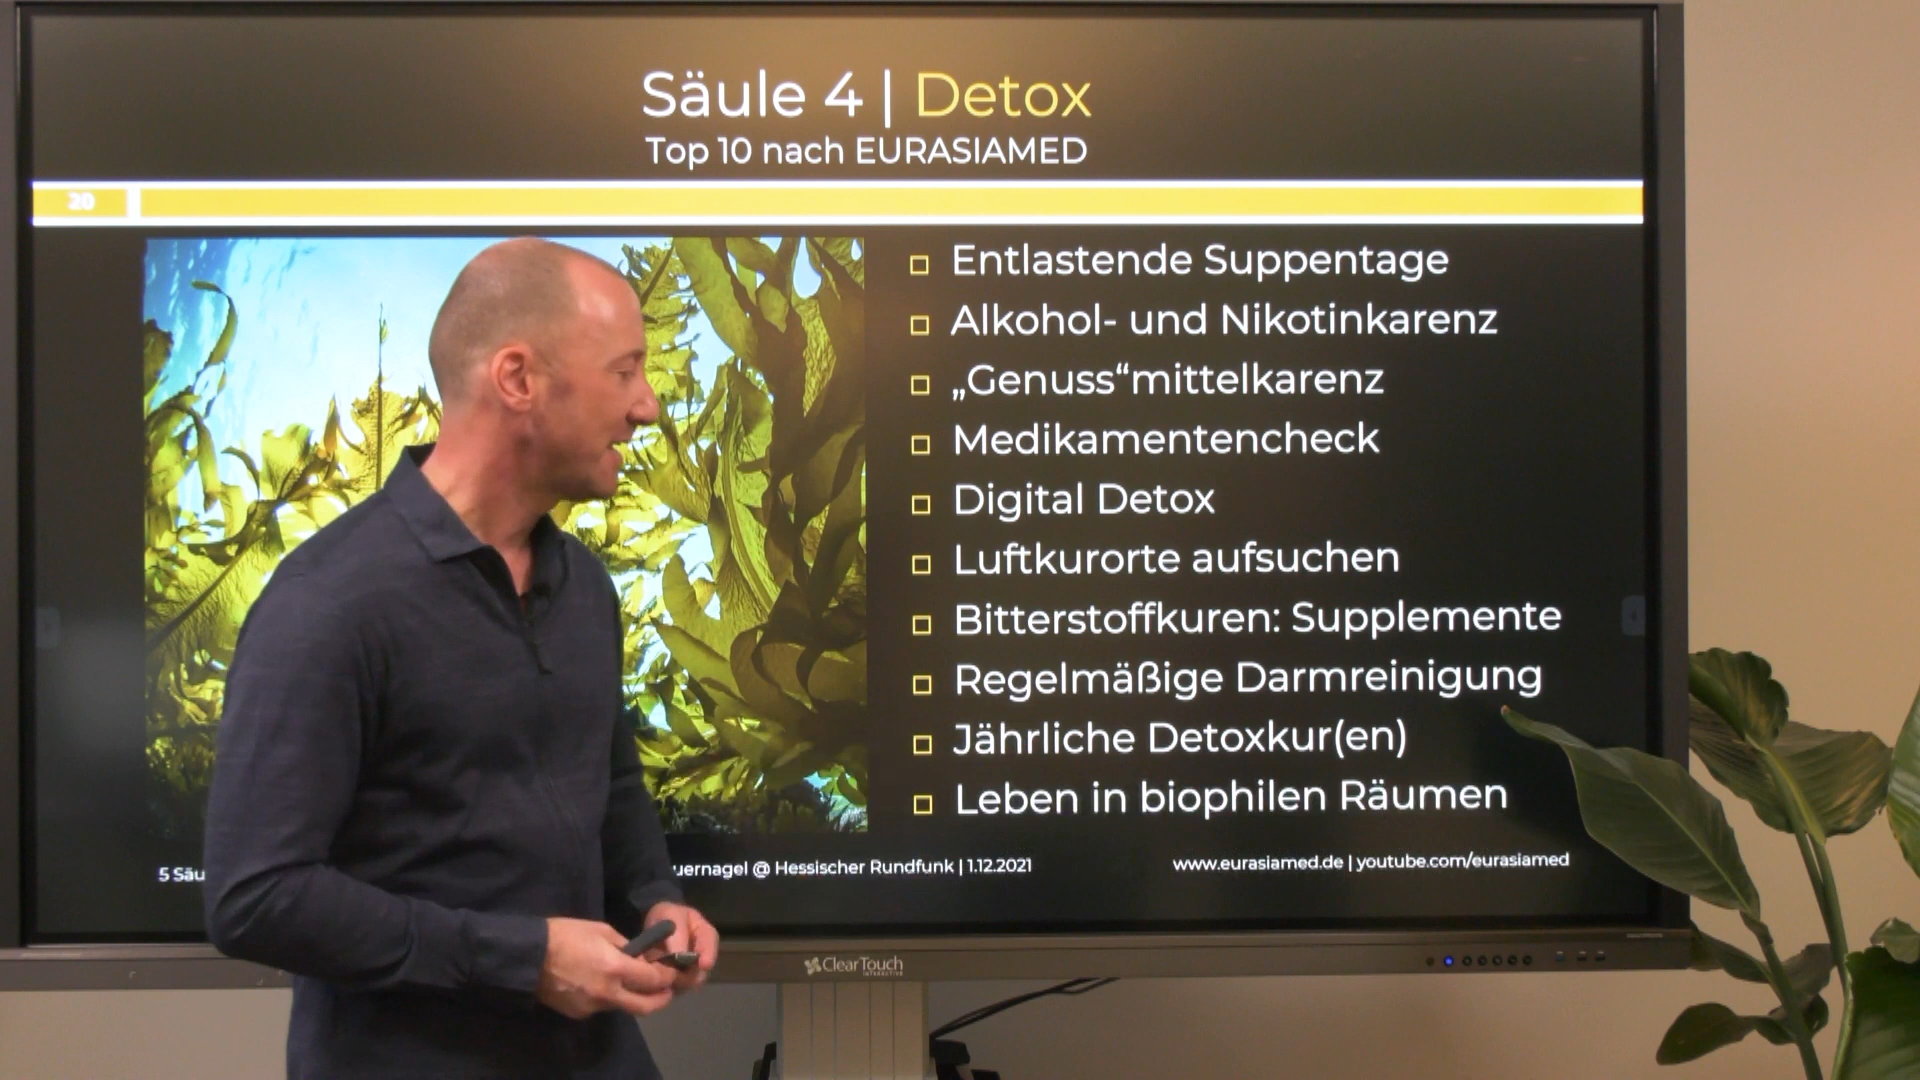 Säule 4 | Detox
Top 10 nach EURASIAMED
20
Entlastende Suppentage
Alkohol- und Nikotinkarenz
„Genuss“mittelkarenz
Medikamentencheck
Digital Detox
Luftkurorte aufsuchen
Bitterstoffkuren: Supplemente
Regelmäßige Darmreinigung
Jährliche Detoxkur(en)
Leben in biophilen Räumen
5 Säu
uernagel @ Hessischer Rundfunk | 1.12.2021
www.eurasiamed.de | youtube.com/eurasiamed
ClearTouch
INTERACTIVE